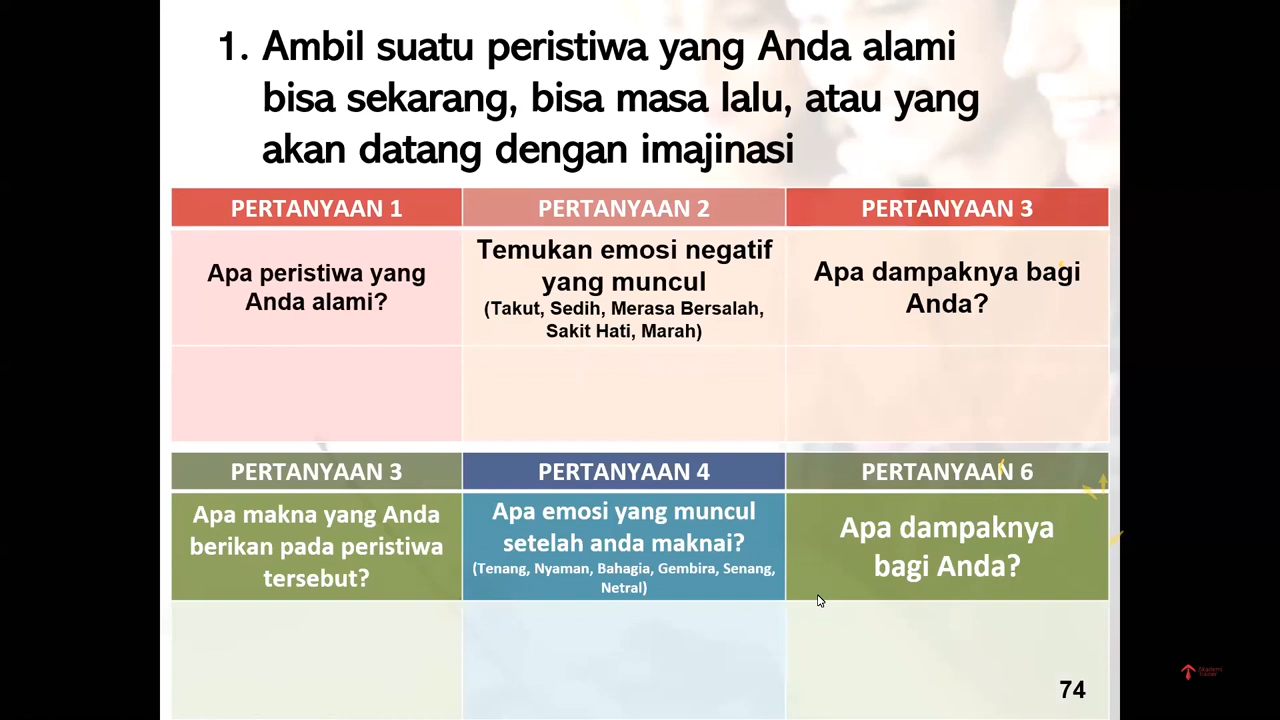 1. Ambil suatu peristiwa yang Anda alami
bisa sekarang, bisa masa lalu, atau yang
akan datang dengan imajinasi
PERTANYAAN 1
PERTANYAAN 2
PERTANYAAN 3
Apa peristiwa yang
Anda alami?
Temukan emosi negatif
yang muncul
(Takut, Sedih, Merasa Bersalah,
Sakit Hati, Marah)
Apa dampaknya bagi
Anda?
PERTANYAAN 3
PERTANYAAN 4
PERTANYAAN 6
Apa makna yang Anda
berikan pada peristiwa
tersebut?
Apa emosi yang muncul
setelah anda maknai?
(Tenang, Nyaman, Bahagia, Gembira, Senang,
Netral)
Apa dampaknya
bagi Anda?
74
Akademi
Trainer